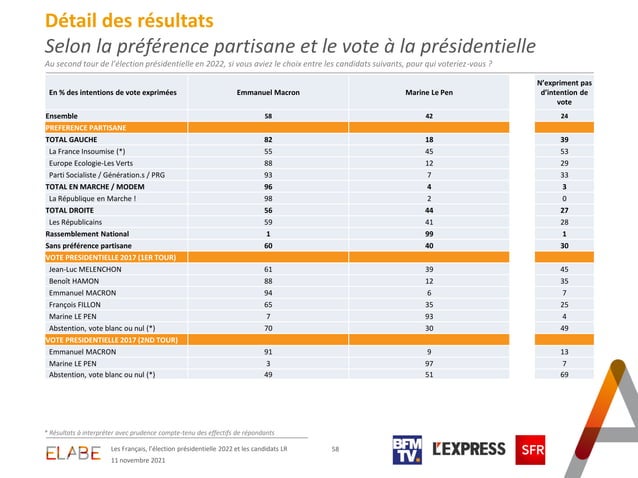 Détail des résultats
Selon la préférence partisane et le vote à la présidentielle
Au second tour de l'élection présidentielle en 2022, si vous aviez le choix entre les candidats suivants, pour qui voteriez-vous ?
En % des intentions de vote exprimées Emmanuel Macron Marine Le Pen N'expriment pas d'intention de vote
Ensemble 58 42 24
PREFERENCE PARTISANE
TOTAL GAUCHE 82 18 39
La France Insoumise (*) 55 45 53
Europe Ecologie-Les Verts 88 12 29
Parti Socialiste / Génération.s / PRG 93 7 33
TOTAL EN MARCHE / MODEM 96 4 3
La République en Marche ! 98 2 0
TOTAL DROITE 56 44 27
Les Républicains 59 41 28
Rassemblement National 1 99 1
Sans préférence partisane 60 40 30
VOTE PRESIDENTIELLE 2017 (1ER TOUR)
Jean-Luc MELENCHON 61 39 45
Benoît HAMON 88 12 35
Emmanuel MACRON 94 6 7
François FILLON 65 35 25
Marine LE PEN 7 93 4
Abstention, vote blanc ou nul (*) 70 30 49
VOTE PRESIDENTIELLE 2017 (2ND TOUR)
Emmanuel MACRON 91 9 13
Marine LE PEN 3 97 7
Abstention, vote blanc ou nul (*) 49 51 69
* Résultats à interpréter avec prudence compte-tenu des effectifs de répondants
ELABE
Les Français, l'élection présidentielle 2022 et les candidats LR 58
11 novembre 2021
BFM TV.
L'EXPRESS
SFR